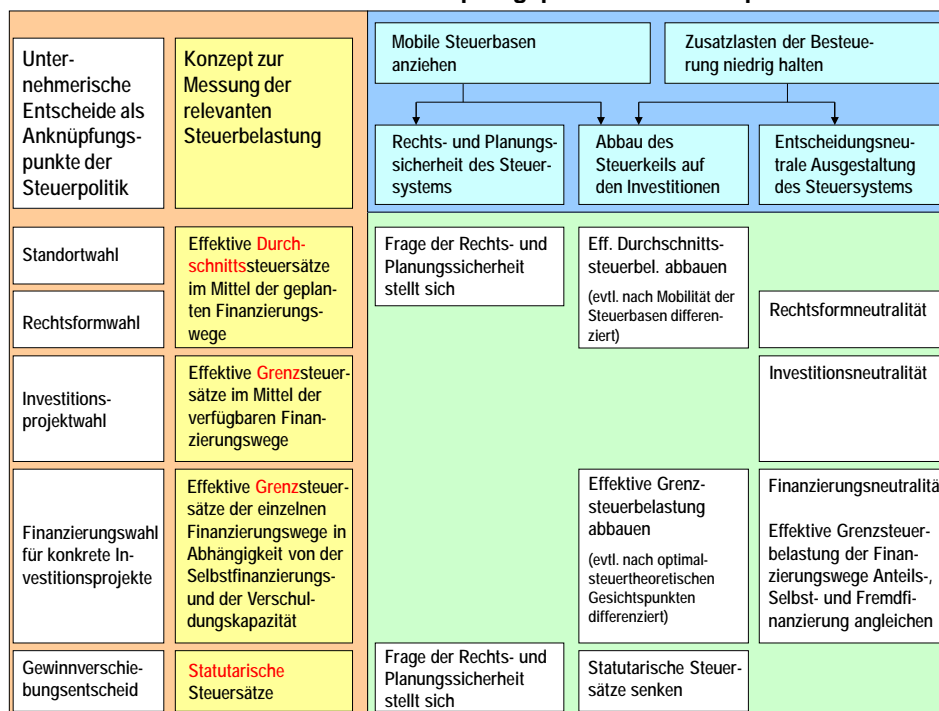 Mobile Steuerbasen
anziehen
Zusatzlasten der Besteue-
rung niedrig halten
Unter-
nehmerische
Entscheide als
Anknüpfungs-
punkte der
Steuerpolitik
Konzept zur
Messung der
relevanten
Steuerbelastung
Rechts- und Planungs-
sicherheit des Steuer-
systems
Abbau des
Steuerkeils auf
den Investitionen
Entscheidungsneu-
trale Ausgestaltung
des Steuersystems
Standortwahl
Rechtsformwahl
Effektive Durch-
schnittssteuersätze
im Mittel der geplan-
ten Finanzierungs-
wege
Frage der Rechts- und
Planungssicherheit
stellt sich
Eff. Durchschnitts-
steuerbel. abbauen
(evtl. nach Mobilität der
Steuerbasen differen-
ziert)
Rechtsformneutralität
Investitions-
projektwahl
Effektive Grenzsteuer-
sätze im Mittel der
verfügbaren Finan-
zierungswege
Investitionsneutralität
Finanzierungswahl
für konkrete In-
vestitionsprojekte
Effektive Grenzsteuer-
sätze der einzelnen
Finanzierungswege in
Abhängigkeit von der
Selbstfinanzierungs-
und der Verschul-
dungskapazität
Effektive Grenz-
steuerbelastung
abbauen
(evtl. nach optimal-
steuertheoretischen
Gesichtspunkten
differenziert)
Finanzierungsneutralität
Effektive Grenzsteuer-
belastung der Finan-
zierungswege Anteils-,
Selbst- und Fremdfi-
nanzierung angleichen
Gewinnverschie-
bungsentscheid
Statutarische
Steuersätze
Frage der Rechts- und
Planungssicherheit
stellt sich
Statutarische Steuer-
sätze senken